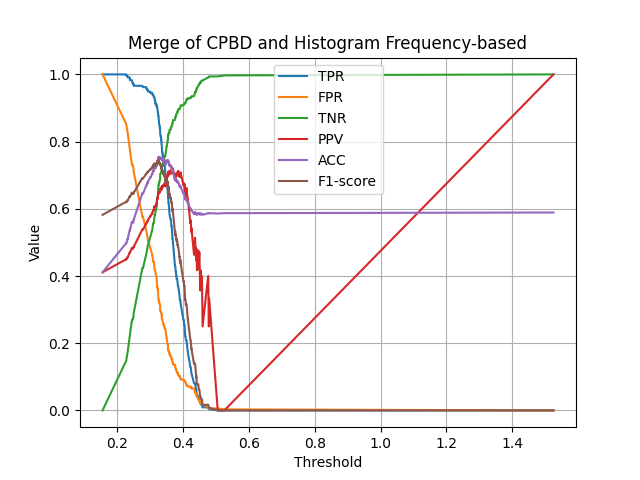 Merge of CPBD and Histogram Frequency-based
1.0
0.8
0.6
0.4
0.2
0.0
Value
TPR
FPR
TNR
PPV
ACC
F1-score
0.2 0.4 0.6 0.8 1.0 1.2 1.4
Threshold